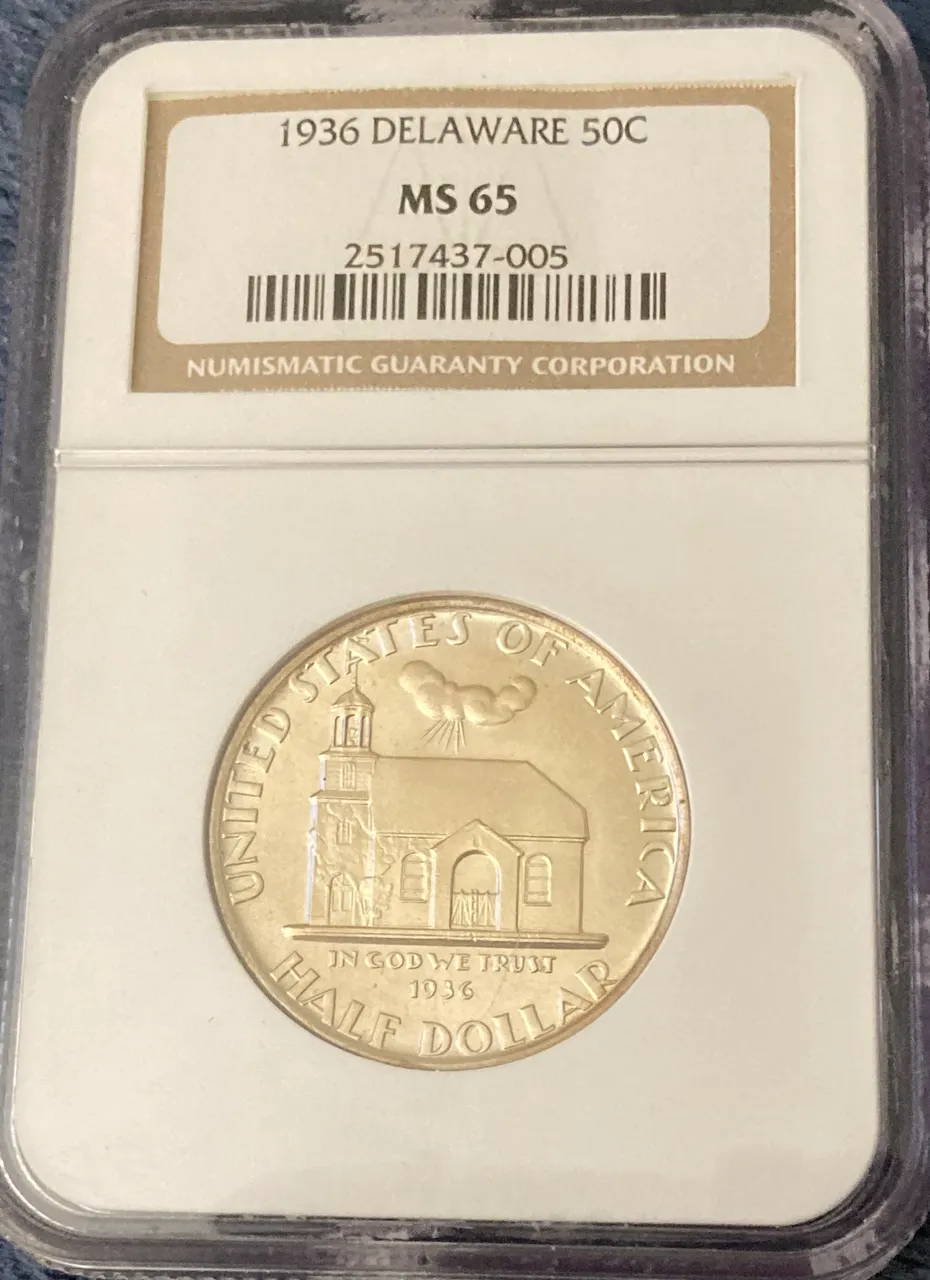 1936 DELAWARE 50C
MS 65
2517437-005
NUMISMATIC GUARANTY CORPORATION
UNITED STATES OF AMERICA
IN GOD WE TRUST
1936
HALF DOLLAR